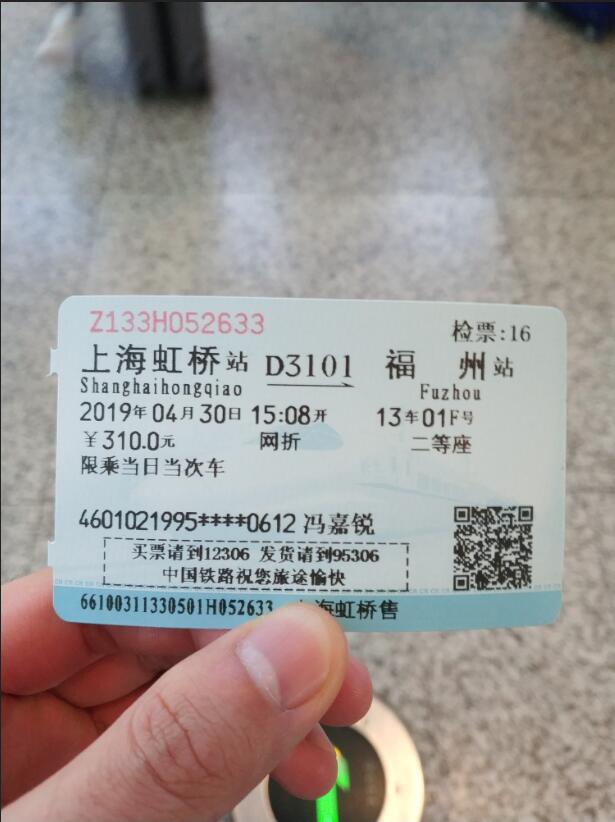 Z133H052633 检票:16
上海虹桥站 D3101 福州站
Shanghaihongqiao Fuzhou
2019年04月30日 15:08开 13车01F号
￥310.0元 网折 二等座
限乘当日当次车
4601021995****0612 冯嘉锐
买票请到12306 发货请到95306
中国铁路祝您旅途愉快
66100311330501H052633 上海虹桥售